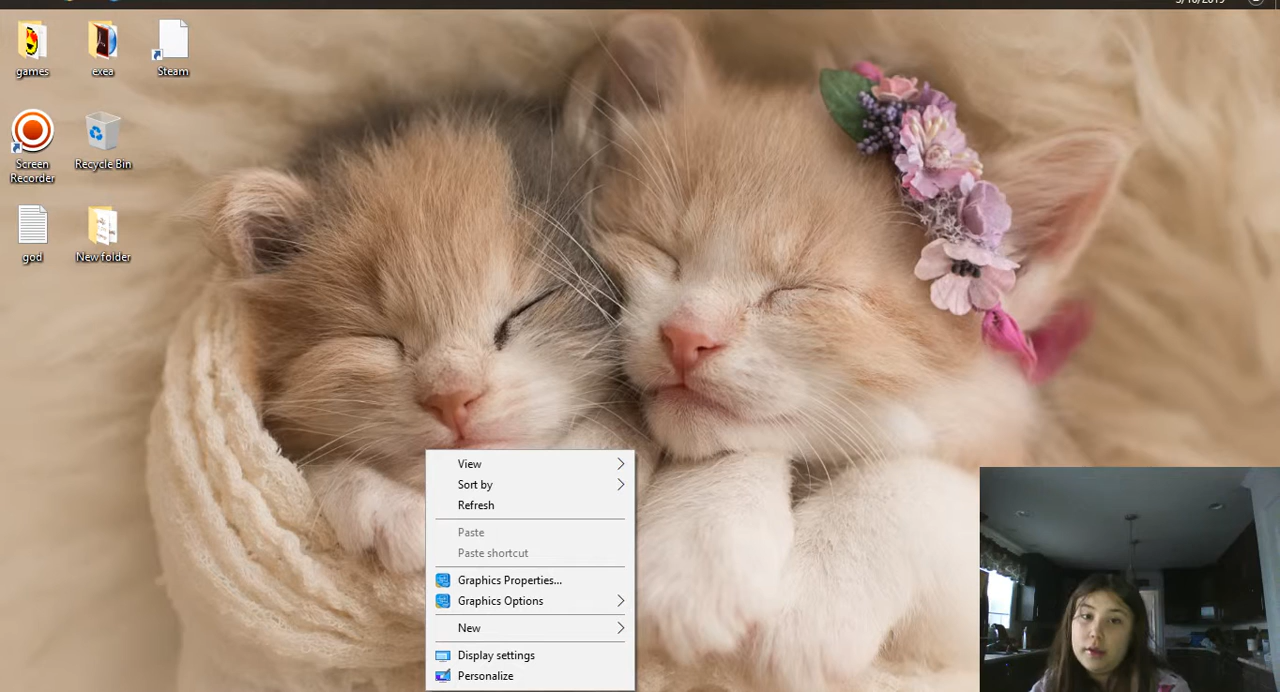 games
exea
Steam
Screen
Recorder
Recycle Bin
god
New folder
View
Sort by
Refresh
Paste
Paste shortcut
Graphics Properties...
Graphics Options
New
Display settings
Personalize